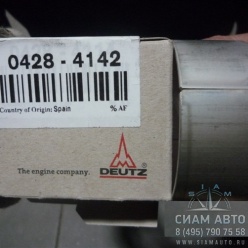 0428 - 4142
Country of Origin: Spain % AF
The engine company. DEUTZ
SIAM
СИАМ АВТО
8 (495) 790 75 58
WWW.SIAMAUTO.RU